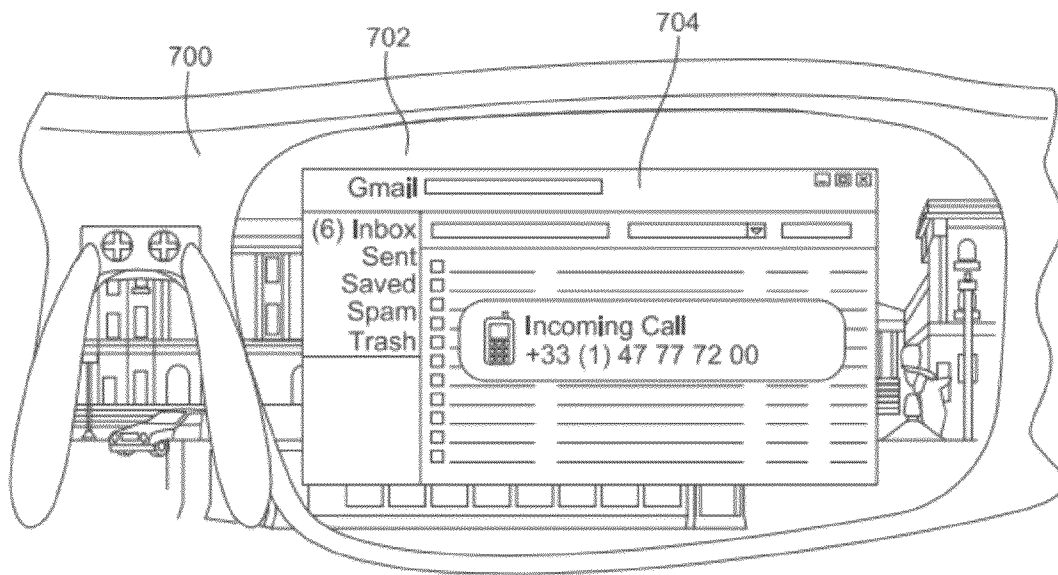 700
702
704
Gmail
(6) Inbox
Sent
Saved
Spam
Trash
Incoming Call
+33 (1) 47 77 72 00